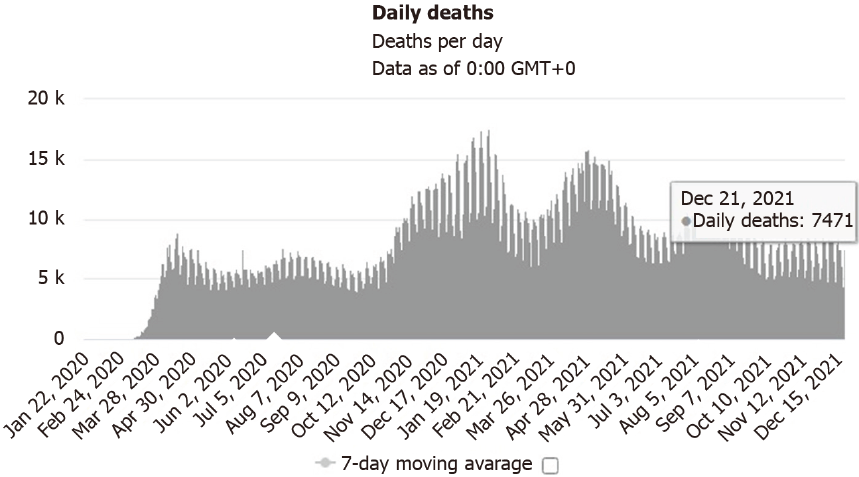 Daily deaths
Deaths per day
Data as of 0:00 GMT+0
20 k
15 k
10 k
5 k
0
Dec 21, 2021
Daily deaths: 7471
Jan 22, 2020
Feb 24, 2020
Mar 28, 2020
Apr 30, 2020
Jun 2, 2020
Jul 5, 2020
Aug 7, 2020
Sep 9, 2020
Oct 12, 2020
Nov 14, 2020
Dec 17, 2020
Jan 19, 2021
Feb 21, 2021
Mar 26, 2021
Apr 28, 2021
May 31, 2021
Jul 3, 2021
Aug 5, 2021
Sep 7, 2021
Oct 10, 2021
Nov 12, 2021
Dec 15, 2021
7-day moving avarage